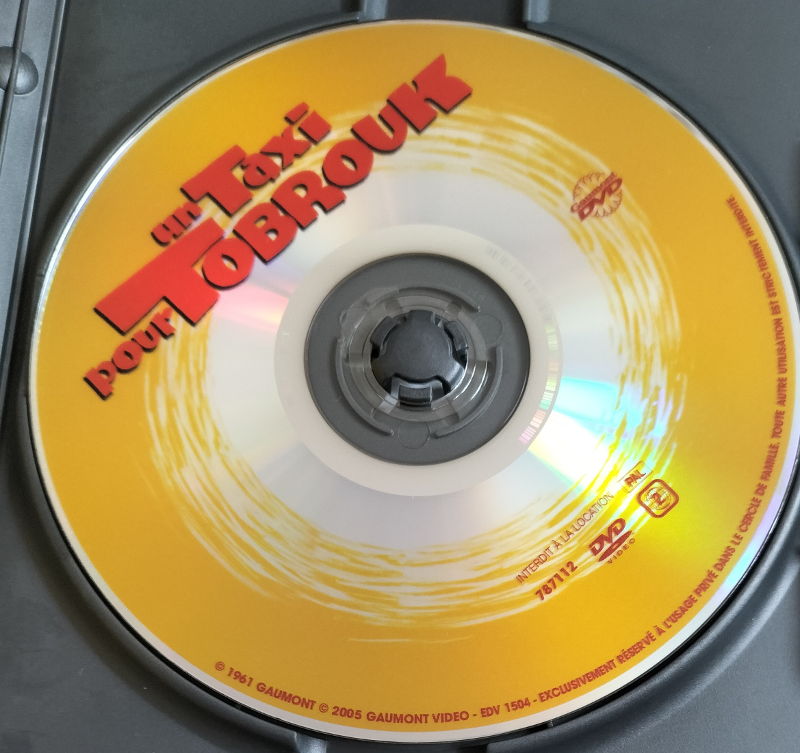 un Taxi
pour TOBROUK
Gaumont
DVD
INTERDIT À LA LOCATION
PAL
787112
DVD
VIDEO
2
© 1961 GAUMONT © 2005 GAUMONT VIDEO - EDV 1504 - EXCLUSIVEMENT RÉSERVÉ À L'USAGE PRIVÉ DANS LE CERCLE DE FAMILLE. TOUTE AUTRE UTILISATION EST STRICTEMENT INTERDITE.